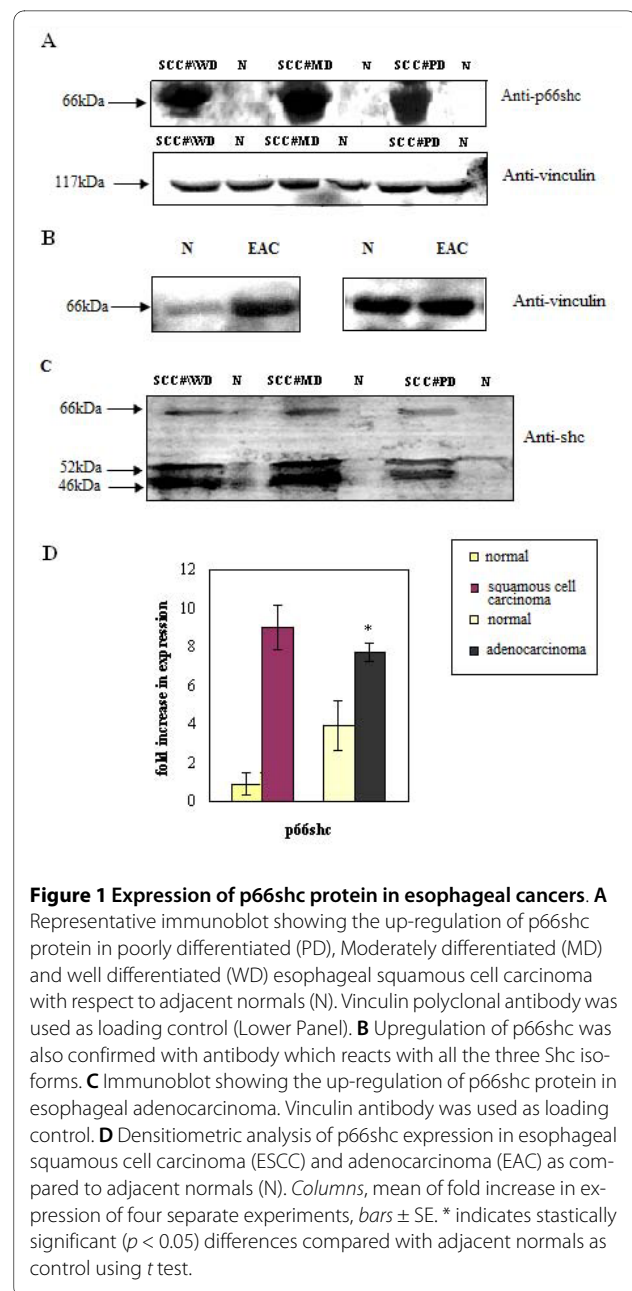 A
SCC#\WD N SCC#MD N SCC#PD N
66kDa
Anti-p66shc
SCC#\WD N SCC#MD N SCC#PD N
117kDa
Anti-vinculin
B
N EAC N EAC
66kDa
Anti-vinculin
C
SCC#\WD N SCC#MD N SCC#PD N
66kDa
52kDa
46kDa
Anti-shc
D
fold increase in expression
12
10
8
6
4
2
0
*
p66shc
normal
squamous cell
carcinoma
normal
adenocarcinoma
Figure 1 Expression of p66shc protein in esophageal cancers. A
Representative immunoblot showing the up-regulation of p66shc
protein in poorly differentiated (PD), Moderately differentiated (MD)
and well differentiated (WD) esophageal squamous cell carcinoma
with respect to adjacent normals (N). Vinculin polyclonal antibody was
used as loading control (Lower Panel). B Upregulation of p66shc was
also confirmed with antibody which reacts with all the three Shc iso-
forms. C Immunoblot showing the up-regulation of p66shc protein in
esophageal adenocarcinoma. Vinculin antibody was used as loading
control. D Densitiometric analysis of p66shc expression in esophageal
squamous cell carcinoma (ESCC) and adenocarcinoma (EAC) as com-
pared to adjacent normals (N). Columns, mean of fold increase in ex-
pression of four separate experiments, bars ± SE. * indicates stastically
significant (p < 0.05) differences compared with adjacent normals as
control using t test.